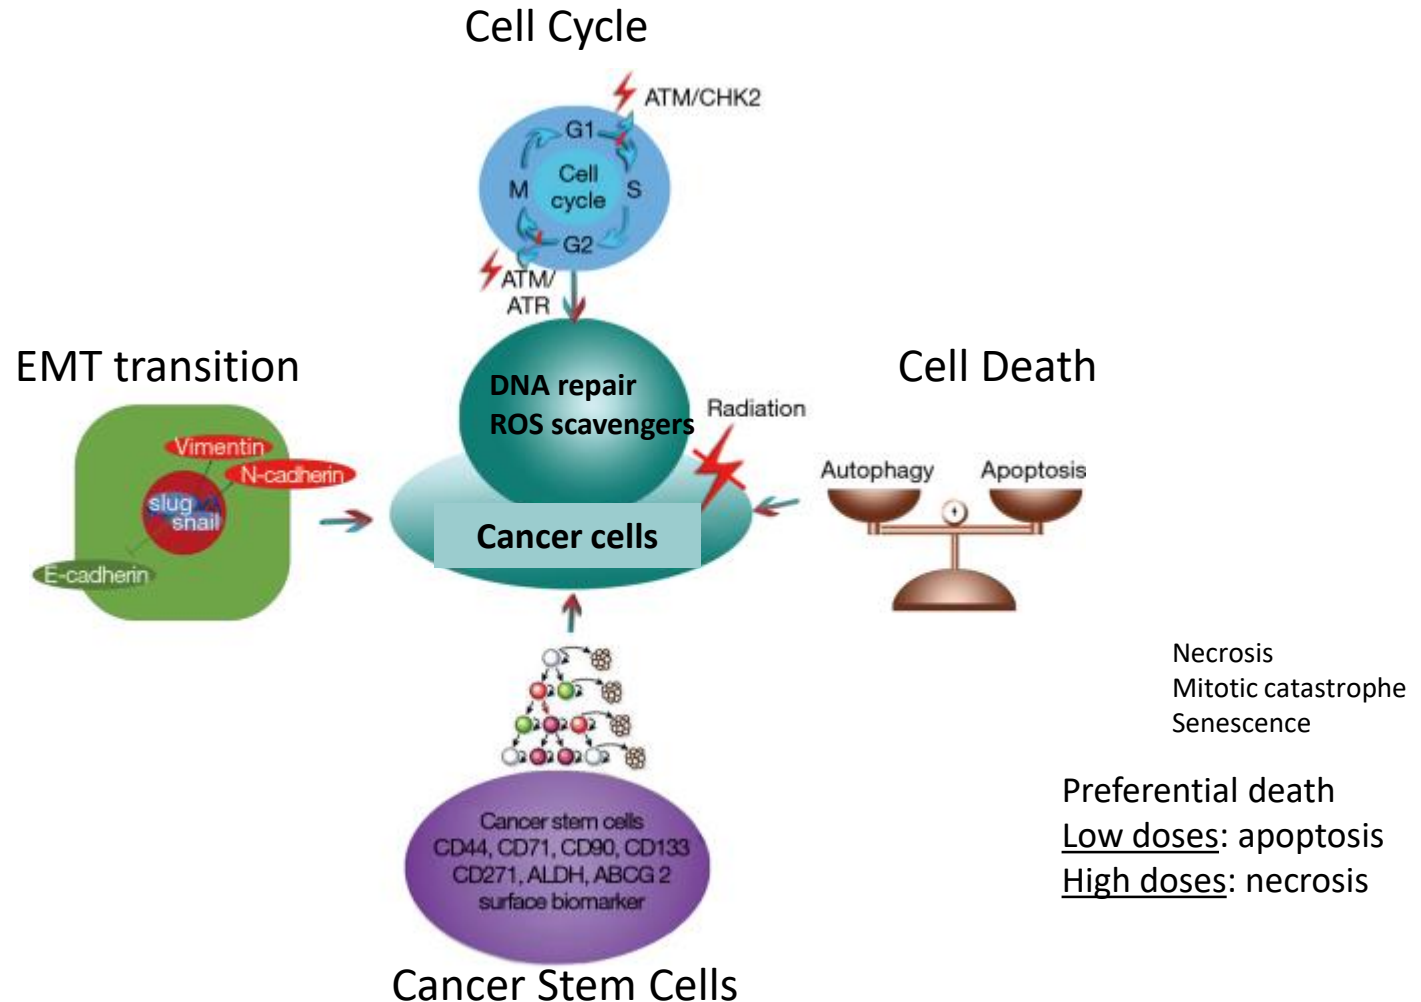 Cell Cycle
ATM/CHK2
G1
Cell
cycle
M
S
G2
ATM/
ATR
EMT transition
Vimentin
N-cadherin
slug
snail
E-cadherin
DNA repair
ROS scavengers
Radiation
Cancer cells
Cell Death
Autophagy
Apoptosis
Necrosis
Mitotic catastrophe
Senescence
Preferential death
Low doses: apoptosis
High doses: necrosis
Cancer stem cells
CD44, CD71, CD90, CD133
CD271, ALDH, ABCG 2
surface biomarker
Cancer Stem Cells